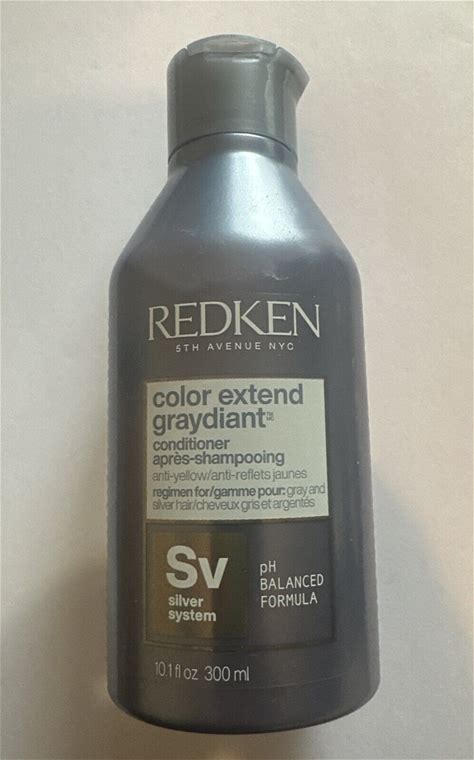 REDKEN
5TH AVENUE NYC
color extend
graydiant™ MC
conditioner
après-shampooing
anti-yellow/anti-reflets jaunes
regimen for/gamme pour: gray and
silver hair/cheveux gris et argentés
Sv
silver
system
pH
BALANCED
FORMULA
10.1 fl oz 300 ml